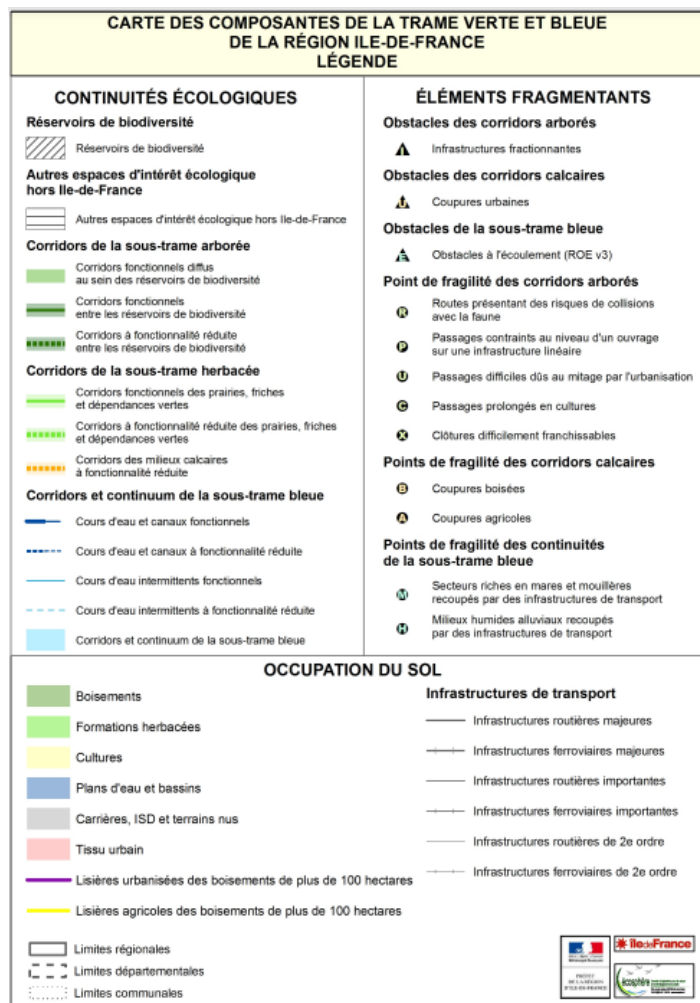 CARTE DES COMPOSANTES DE LA TRAME VERTE ET BLEUE
DE LA RÉGION ILE-DE-FRANCE
LÉGENDE
CONTINUITÉS ÉCOLOGIQUES
Réservoirs de biodiversité
Réservoirs de biodiversité
Autres espaces d'intérêt écologique
hors Ile-de-France
Autres espaces d'intérêt écologique hors Ile-de-France
Corridors de la sous-trame arborée
Corridors fonctionnels diffus
au sein des réservoirs de biodiversité
Corridors fonctionnels
entre les réservoirs de biodiversité
Corridors à fonctionnalité réduite
entre les réservoirs de biodiversité
Corridors de la sous-trame herbacée
Corridors fonctionnels des prairies, friches
et dépendances vertes
Corridors à fonctionnalité réduite des prairies, friches
et dépendances vertes
Corridors des milieux calcaires
à fonctionnalité réduite
Corridors et continuum de la sous-trame bleue
Cours d'eau et canaux fonctionnels
Cours d'eau et canaux à fonctionnalité réduite
Cours d'eau intermittents fonctionnels
Cours d'eau intermittents à fonctionnalité réduite
Corridors et continuum de la sous-trame bleue
ÉLÉMENTS FRAGMENTANTS
Obstacles des corridors arborés
Infrastructures fractionnantes
Obstacles des corridors calcaires
Coupures urbaines
Obstacles de la sous-trame bleue
Obstacles à l'écoulement (ROE v3)
Point de fragilité des corridors arborés
R Routes présentant des risques de collisions
avec la faune
P Passages contraints au niveau d'un ouvrage
sur une infrastructure linéaire
U Passages difficiles dûs au mitage par l'urbanisation
C Passages prolongés en cultures
X Clôtures difficilement franchissables
Points de fragilité des corridors calcaires
B Coupures boisées
A Coupures agricoles
Points de fragilité des continuités
de la sous-trame bleue
M Secteurs riches en mares et mouillères
recoupés par des infrastructures de transport
H Milieux humides alluviaux recoupés
par des infrastructures de transport
OCCUPATION DU SOL
Boisements
Formations herbacées
Cultures
Plans d'eau et bassins
Carrières, ISD et terrains nus
Tissu urbain
Lisières urbanisées des boisements de plus de 100 hectares
Lisières agricoles des boisements de plus de 100 hectares
Limites régionales
Limites départementales
Limites communales
Infrastructures de transport
Infrastructures routières majeures
Infrastructures ferroviaires majeures
Infrastructures routières importantes
Infrastructures ferroviaires importantes
Infrastructures routières de 2e ordre
Infrastructures ferroviaires de 2e ordre
PRÉFET
DE LA RÉGION
D'ILE-DE-FRANCE
îledeFrance
écosphère